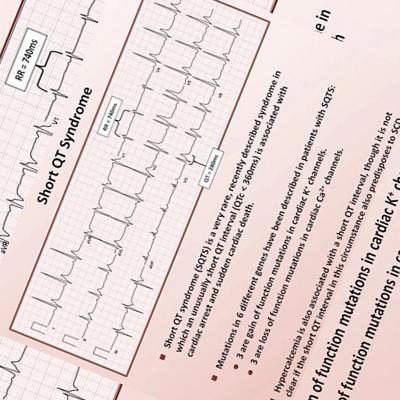 Short QT Syndrome
RR = 740ms
RR = 740ms
QT = 280ms
V1
V5
aVR
Short QT syndrome (SQTS) is a very rare, recently described syndrome in
which an unusually short QT interval (QTc < 360ms) is associated with
cardiac arrest and sudden cardiac death.
Mutations in 6 different genes have been described in patients with SQTS:
3 are gain of function mutations in cardiac K+ channels.
3 are loss of function mutations in cardiac Ca²+ channels.
Hypercalcemia is also associated with a short QT interval, though it is not
clear if the short QT interval in this circumstance also predisposes to SCD
n of function mutations in cardiac K+ ch
of function mutations in ca
e in
h